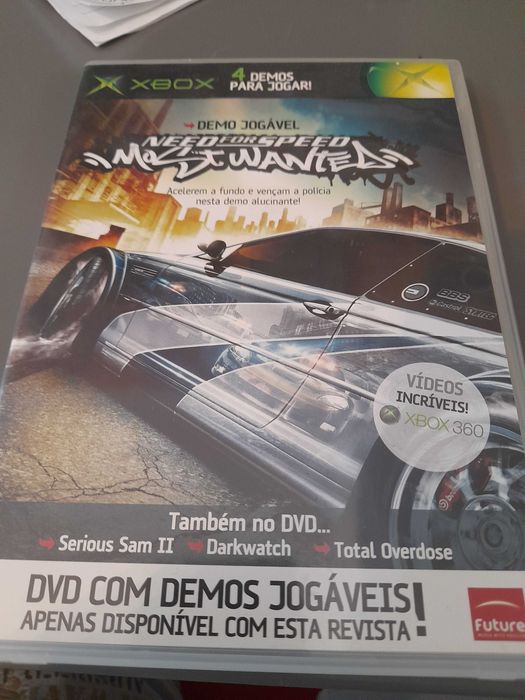 XBOX
4 DEMOS
PARA JOGAR!
DEMO JOGÁVEL
NEED FOR SPEED
MOST WANTED
Acelerem a fundo e vençam a polícia
nesta demo alucinante!
BBS
Castrol
VÍDEOS
INCRÍVEIS!
XBOX 360
Também no DVD...
Serious Sam II
Darkwatch
Total Overdose
DVD COM DEMOS JOGÁVEIS
APENAS DISPONÍVEL COM ESTA REVISTA!
Future